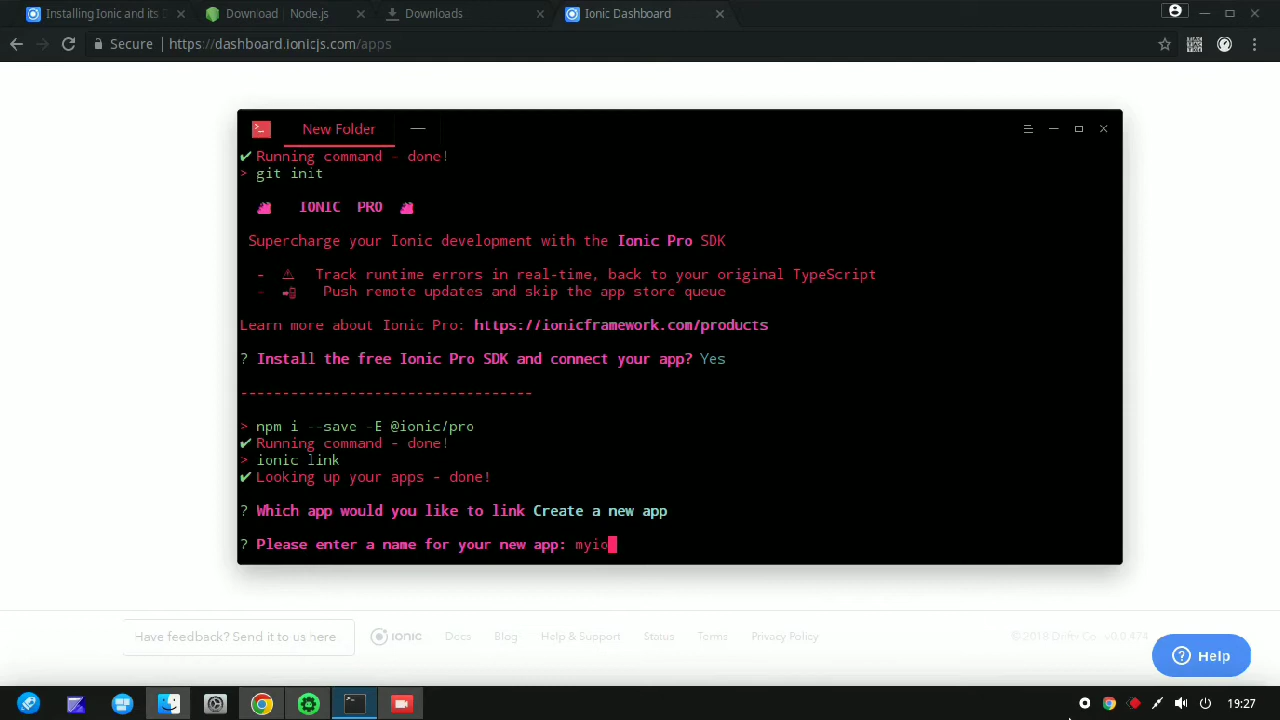 Installing Ionic and its D
Download | Node.js
Downloads
Ionic Dashboard
Secure
https://dashboard.ionicjs.com/apps
New Folder
✔ Running command - done!
> git init
IONIC PRO
Supercharge your Ionic development with the Ionic Pro SDK
- ⚠ Track runtime errors in real-time, back to your original TypeScript
- 📲 Push remote updates and skip the app store queue
Learn more about Ionic Pro: https://ionicframework.com/products
? Install the free Ionic Pro SDK and connect your app? Yes
-----------------------------------
> npm i --save -E @ionic/pro
✔ Running command - done!
> ionic link
✔ Looking up your apps - done!
? Which app would you like to link Create a new app
? Please enter a name for your new app: myio
Have feedback? Send it to us here
IONIC
Docs
Blog
Help & Support
Status
Terms
Privacy Policy
© 2018 Drifty Co. v0.0.474
Help
19:27